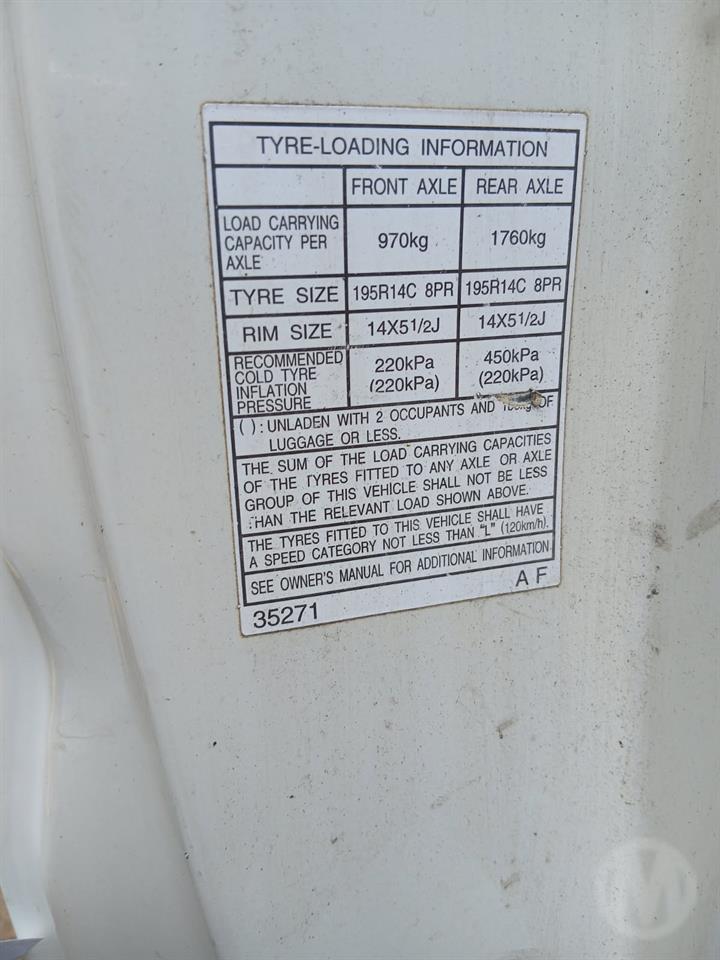 TYRE-LOADING INFORMATION
FRONT AXLE REAR AXLE
LOAD CARRYING
CAPACITY PER
AXLE
970kg 1760kg
TYRE SIZE 195R14C 8PR 195R14C 8PR
RIM SIZE 14X51/2J 14X51/2J
RECOMMENDED
COLD TYRE
INFLATION
PRESSURE
220kPa
(220kPa)
450kPa
(220kPa)
( ): UNLADEN WITH 2 OCCUPANTS AND OF
LUGGAGE OR LESS.
THE SUM OF THE LOAD CARRYING CAPACITIES
OF THE TYRES FITTED TO ANY AXLE OR AXLE
GROUP OF THIS VEHICLE SHALL NOT BE LESS
THAN THE RELEVANT LOAD SHOWN ABOVE.
THE TYRES FITTED TO THIS VEHICLE SHALL HAVE
A SPEED CATEGORY NOT LESS THAN "L" (120km/h).
SEE OWNER'S MANUAL FOR ADDITIONAL INFORMATION.
35271 A F
M